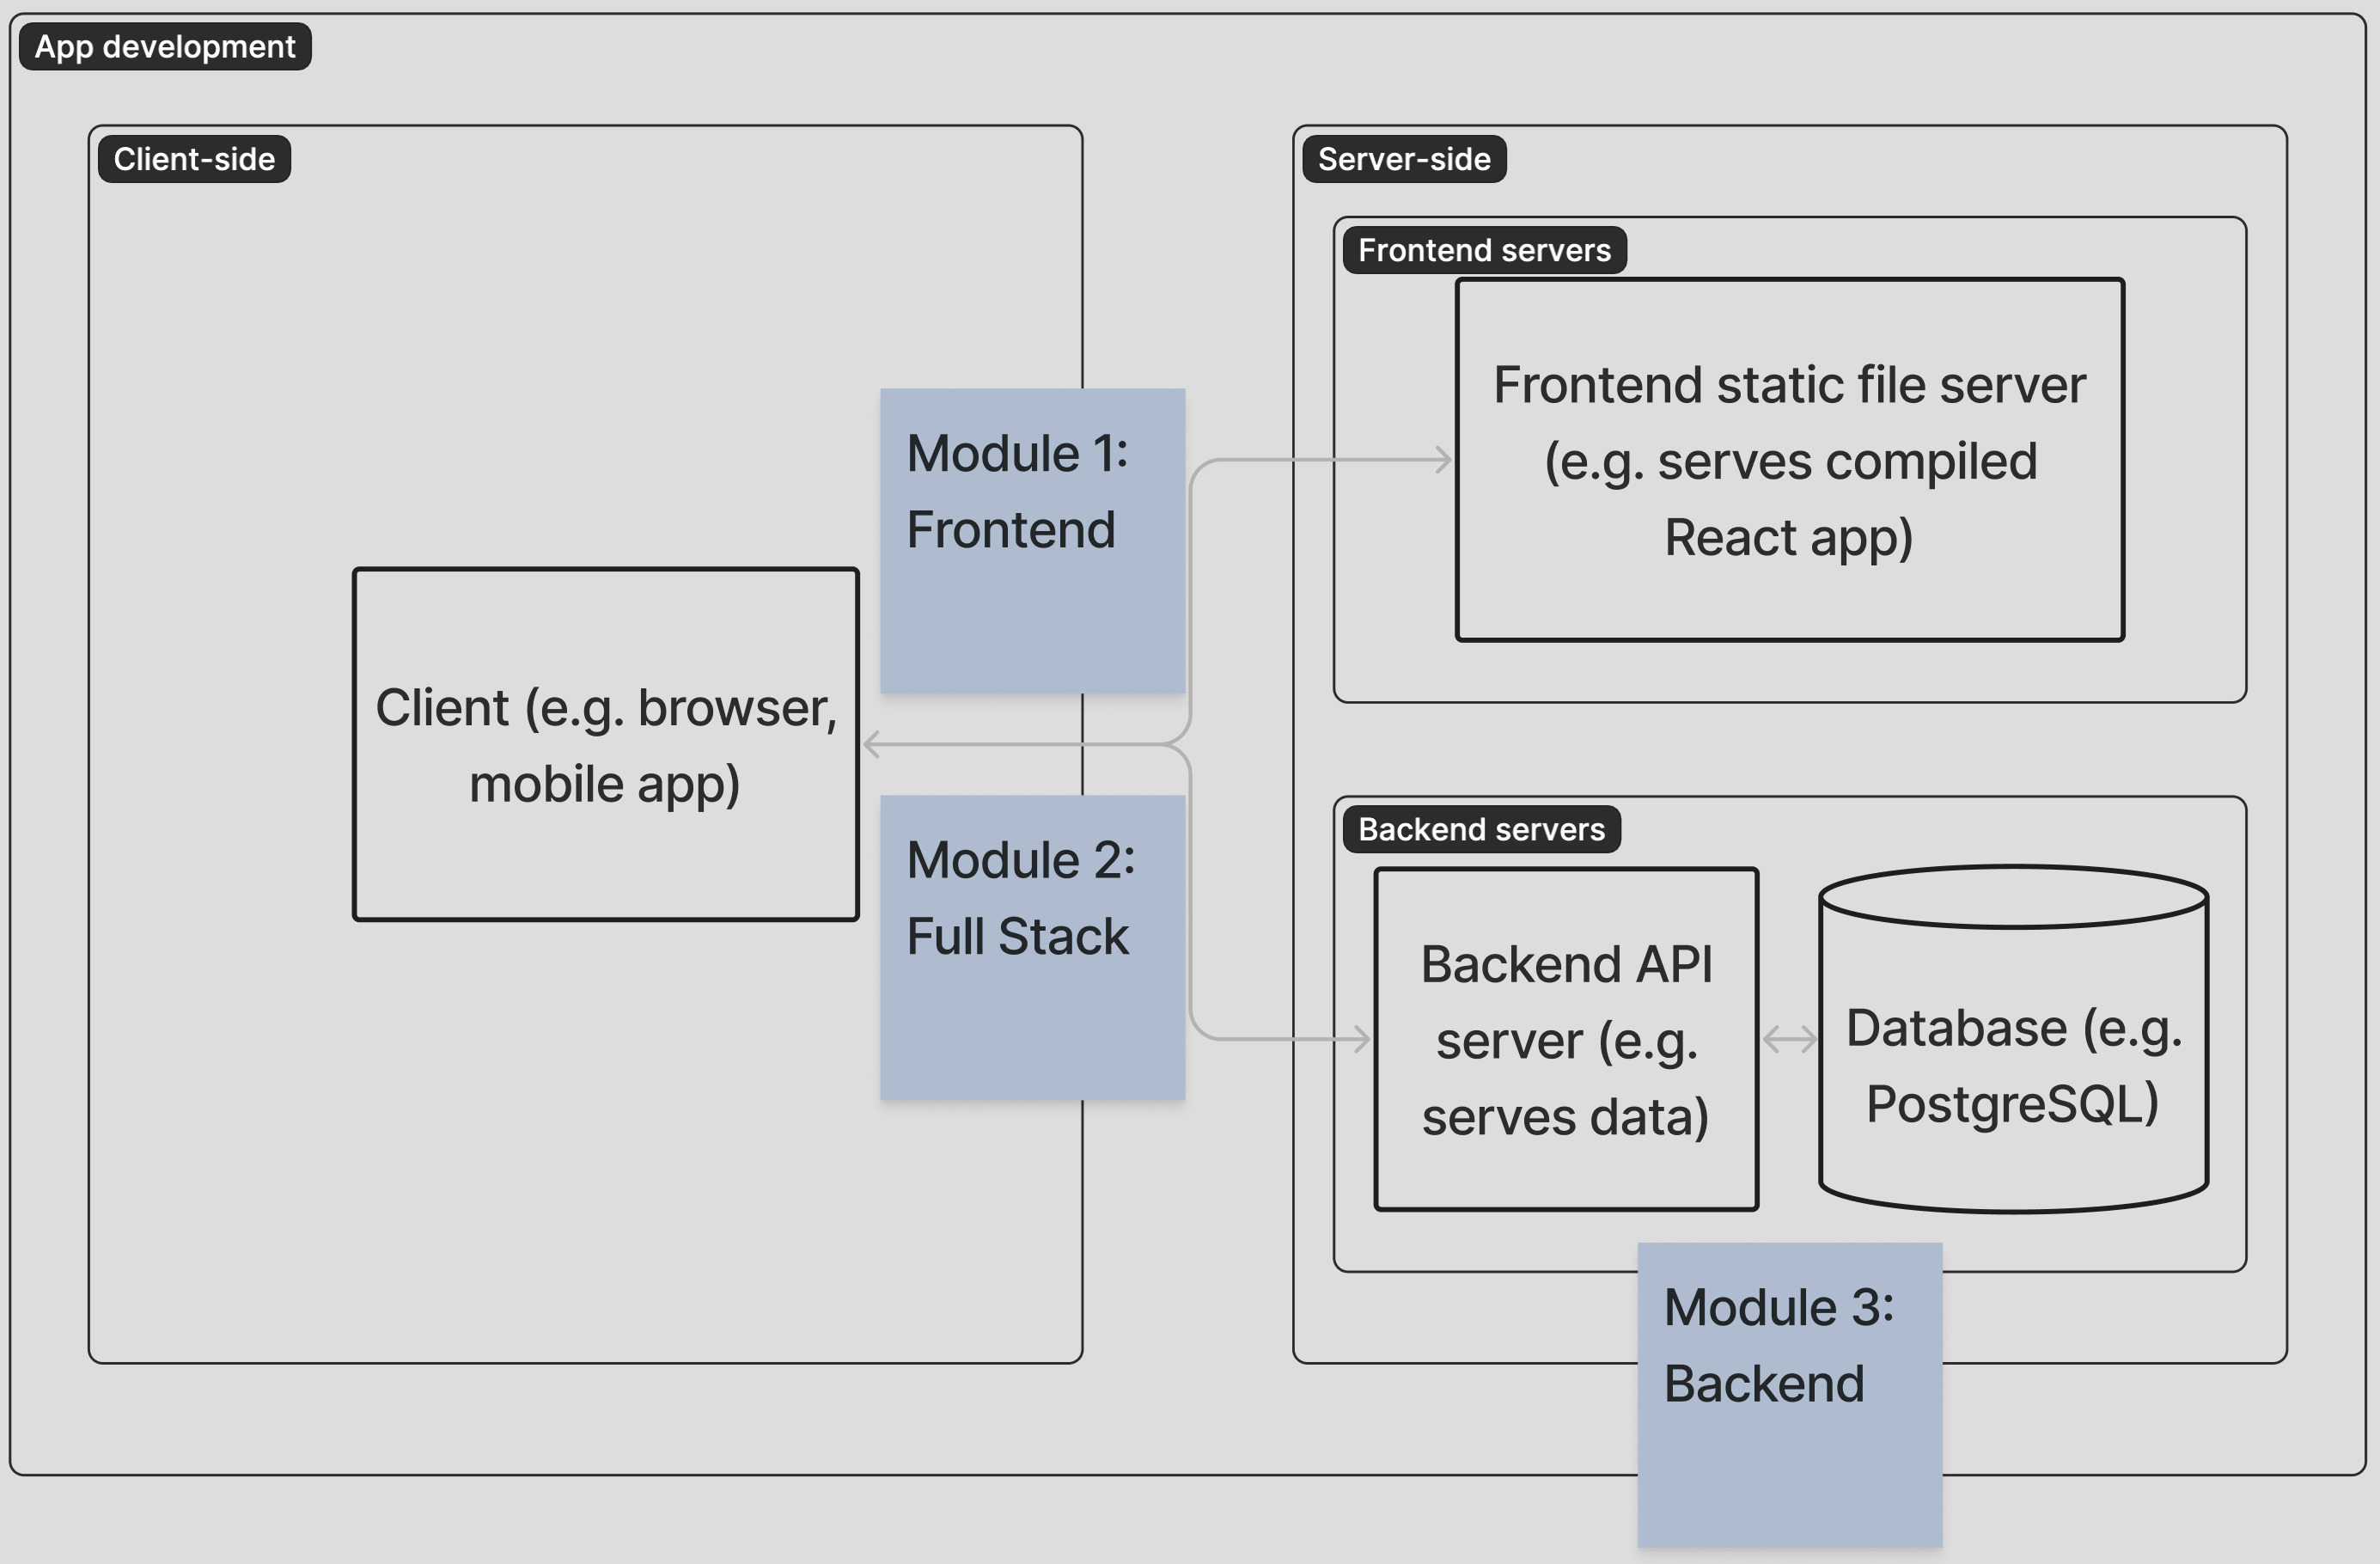 App development
Client-side
Client (e.g. browser,
mobile app)
Module 1:
Frontend
Module 2:
Full Stack
Server-side
Frontend servers
Frontend static file server
(e.g. serves compiled
React app)
Backend servers
Backend API
server (e.g.
serves data)
Database (e.g.
PostgreSQL)
Module 3:
Backend